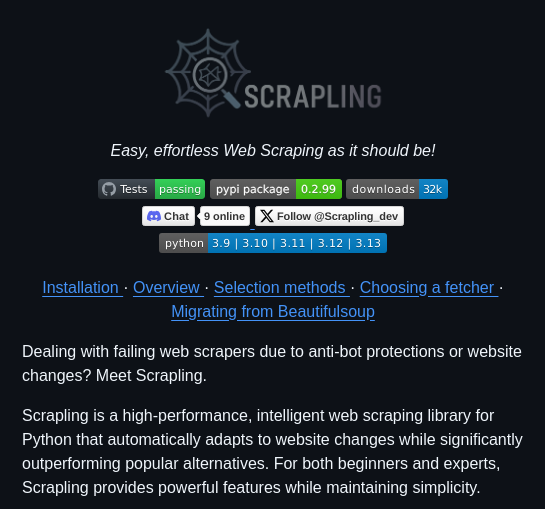 SCRAPLING
Easy, effortless Web Scraping as it should be!
Tests passing pypi package 0.2.99 downloads 32k
Chat 9 online Follow @Scrapling_dev
python 3.9 | 3.10 | 3.11 | 3.12 | 3.13
Installation · Overview · Selection methods · Choosing a fetcher ·
Migrating from Beautifulsoup
Dealing with failing web scrapers due to anti-bot protections or website
changes? Meet Scrapling.
Scrapling is a high-performance, intelligent web scraping library for
Python that automatically adapts to website changes while significantly
outperforming popular alternatives. For both beginners and experts,
Scrapling provides powerful features while maintaining simplicity.